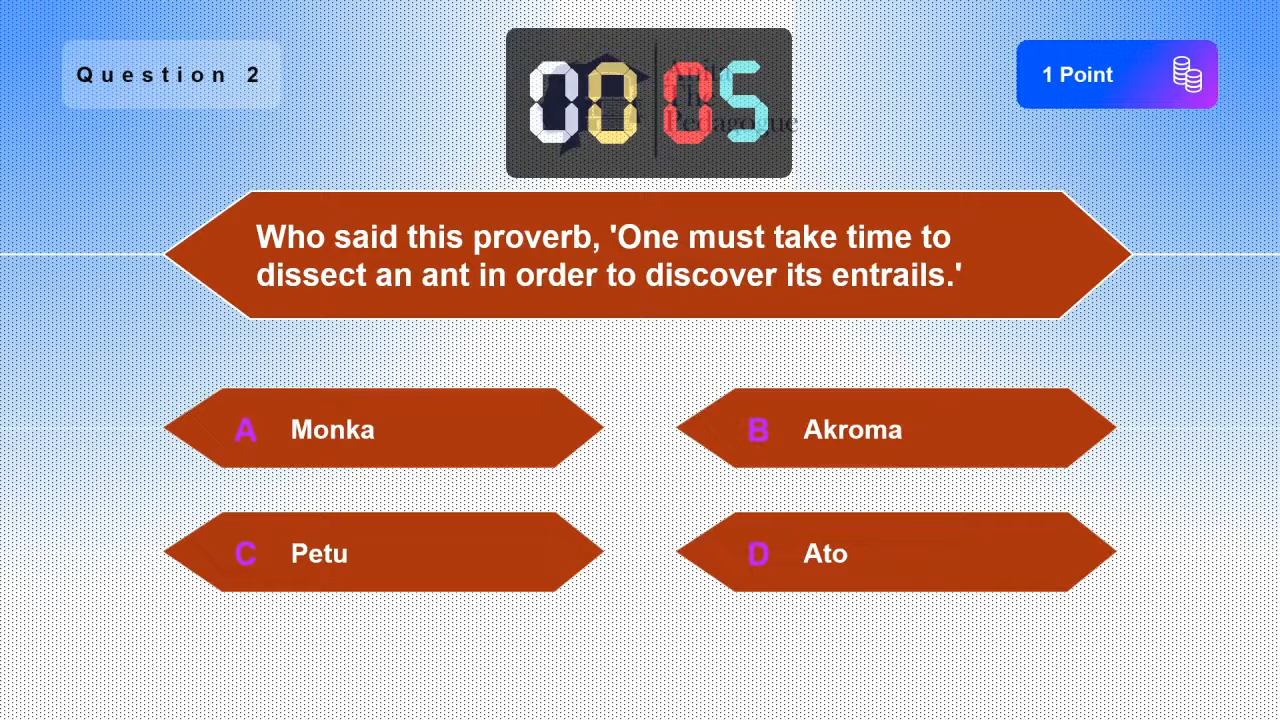 Question 2
00 05
1 Point
Who said this proverb, 'One must take time to
dissect an ant in order to discover its entrails.'
A Monka
B Akroma
C Petu
D Ato